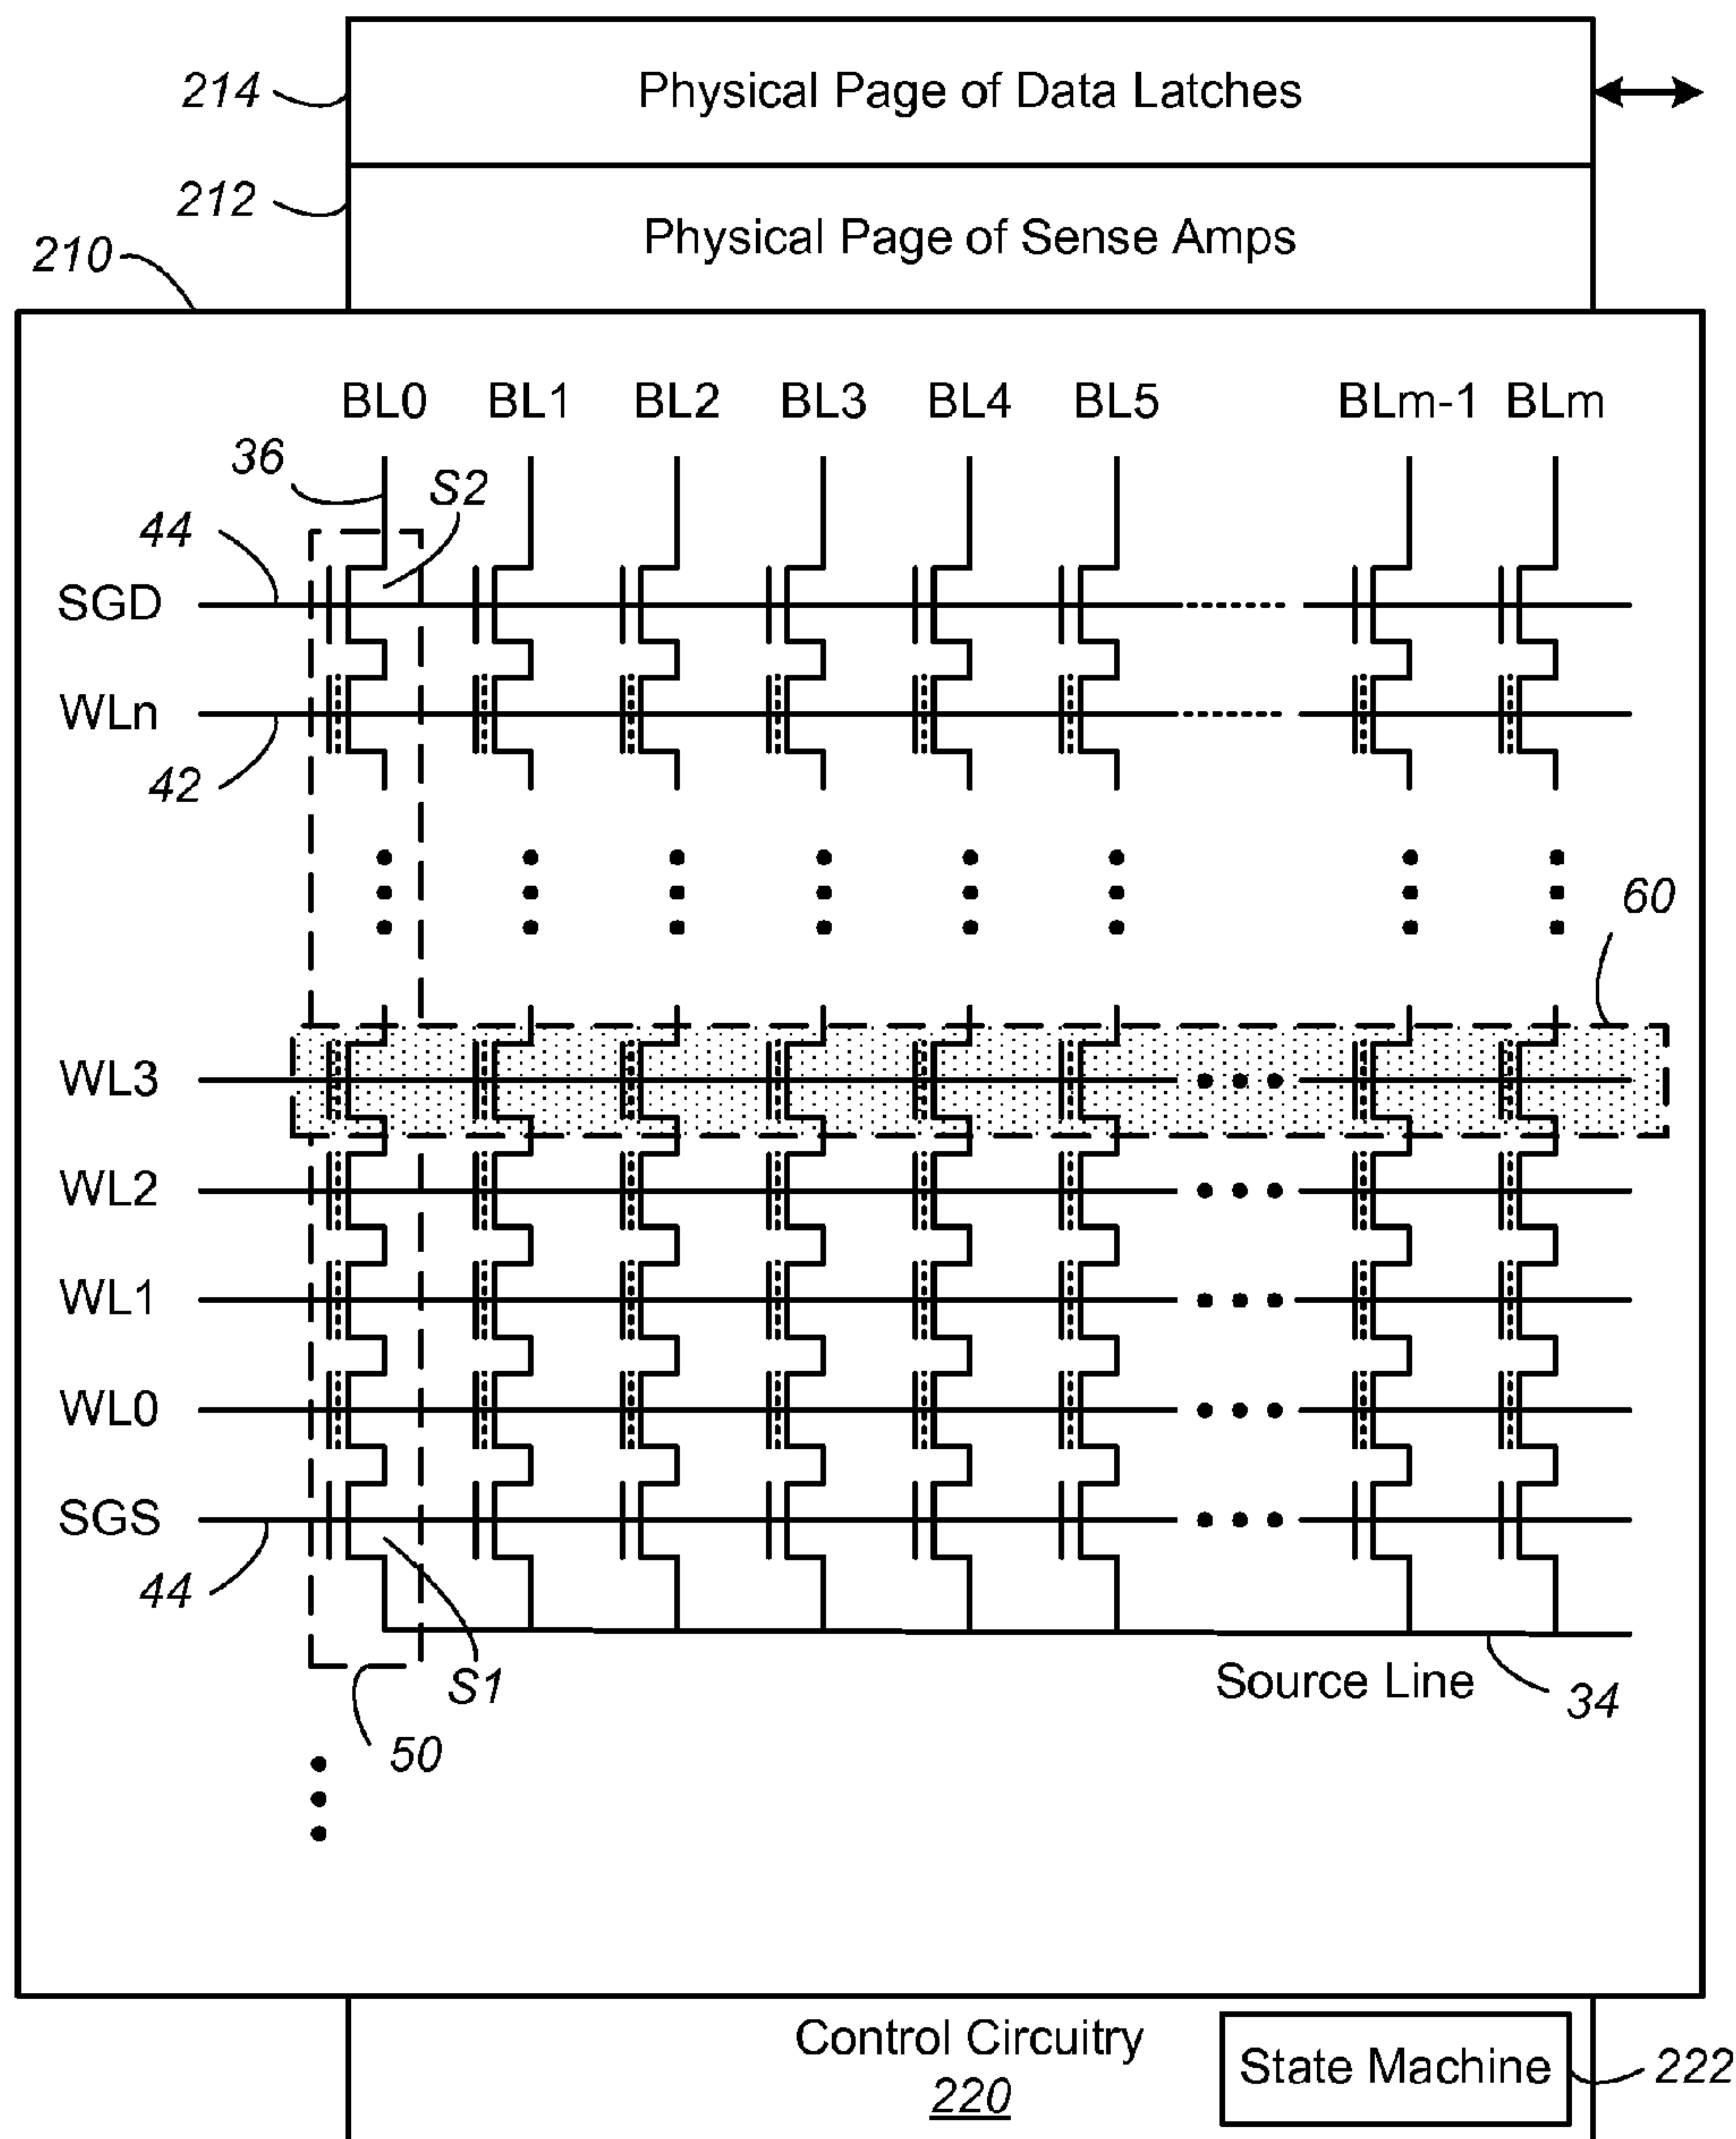 214
Physical Page of Data Latches
212
Physical Page of Sense Amps
210
BL0 BL1 BL2 BL3 BL4 BL5 BLm-1 BLm
36
S2
44
SGD
WLn
42
60
WL3
WL2
WL1
WL0
SGS
44
S1
Source Line
34
50
Control Circuitry
220
State Machine
222